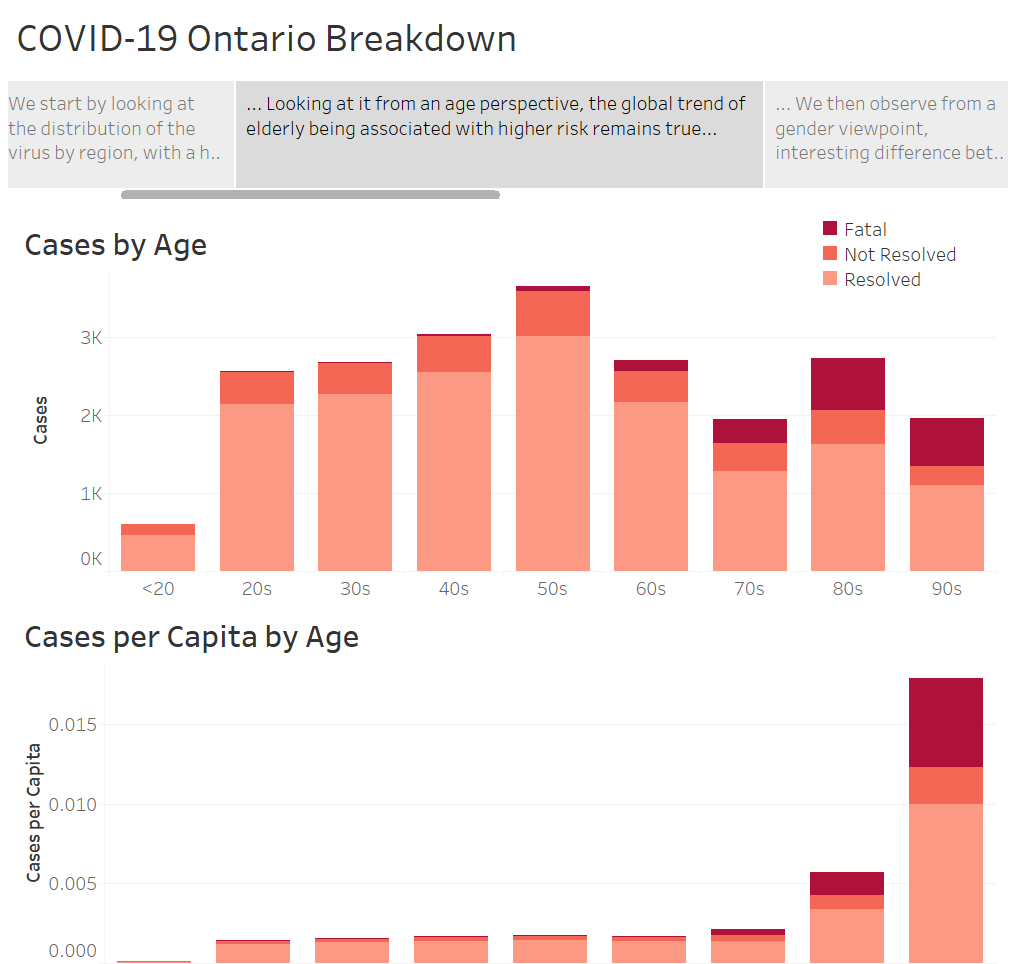 COVID-19 Ontario Breakdown
We start by looking at
the distribution of the
virus by region, with a h..
... Looking at it from an age perspective, the global trend of
elderly being associated with higher risk remains true...
... We then observe from a
gender viewpoint,
interesting difference bet..
Cases by Age
Fatal
Not Resolved
Resolved
Cases
3K
2K
1K
0K
<20 20s 30s 40s 50s 60s 70s 80s 90s
Cases per Capita by Age
Cases per Capita
0.015
0.010
0.005
0.000